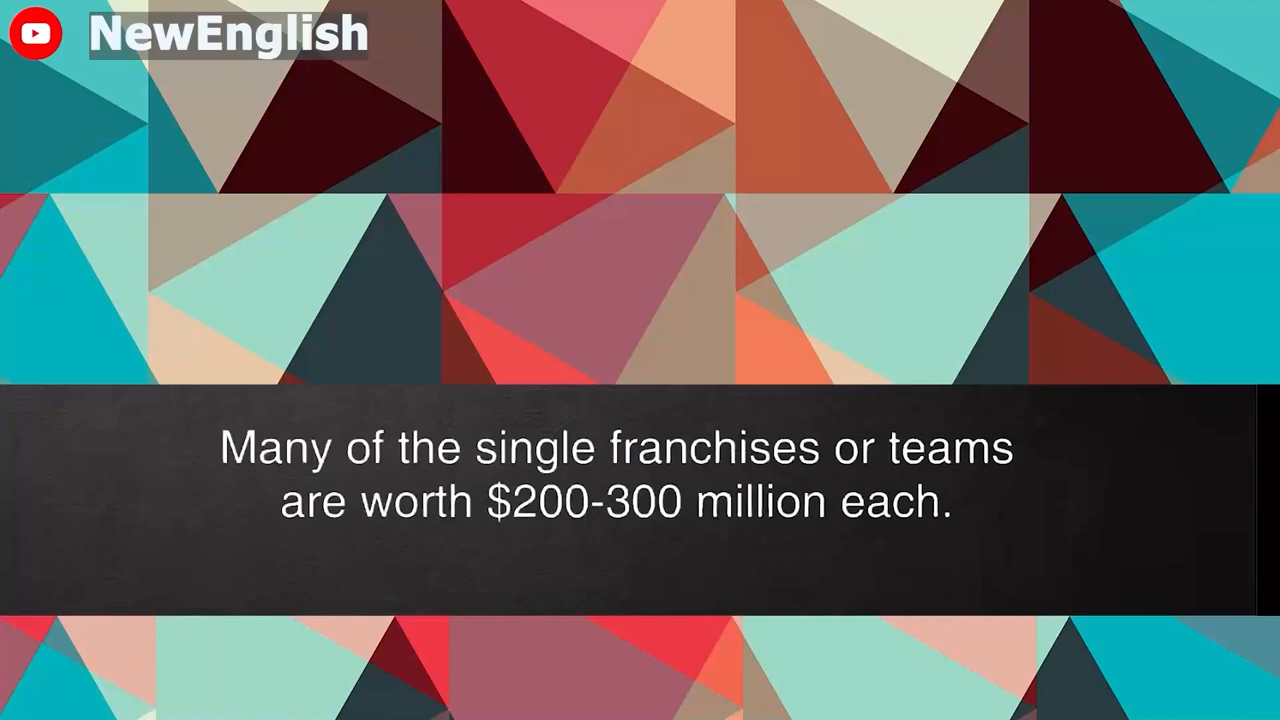 NewEnglish
Many of the single franchises or teams
are worth $200-300 million each.